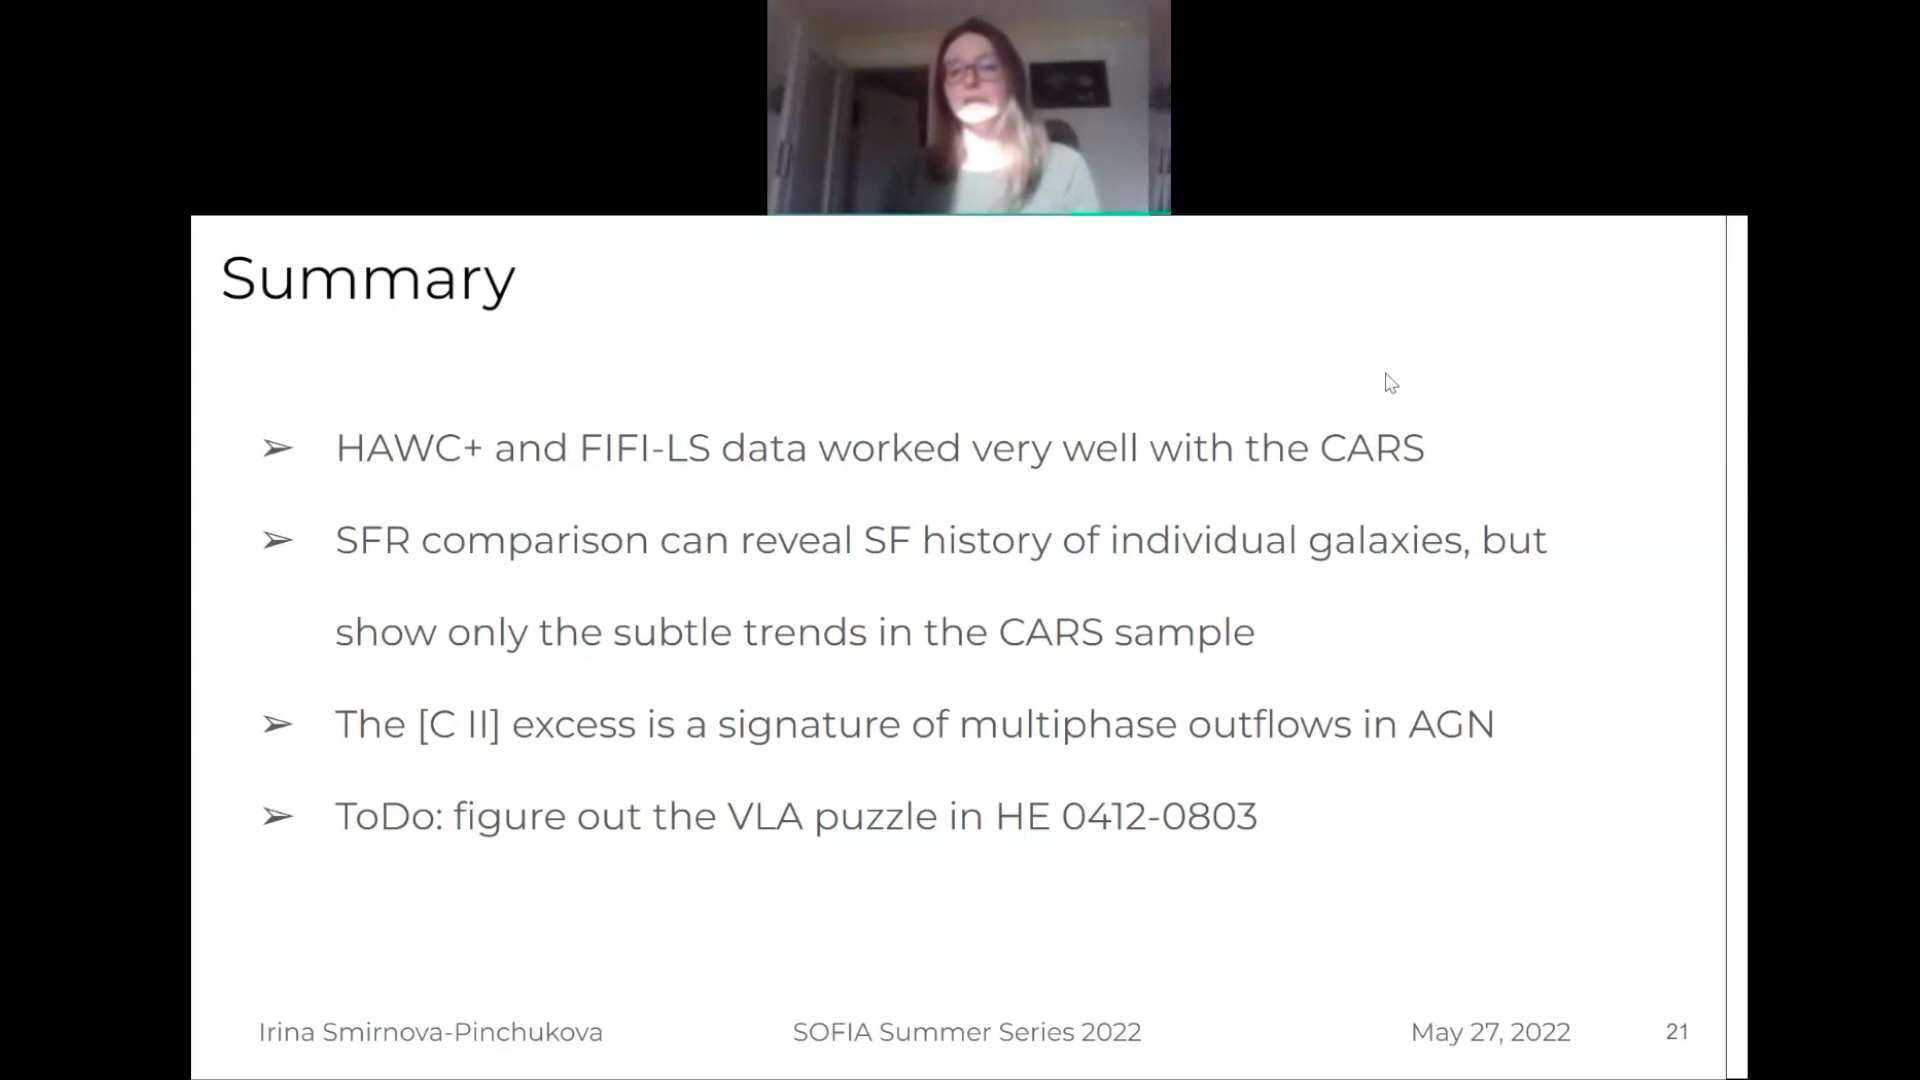 Summary
➢ HAWC+ and FIFI-LS data worked very well with the CARS
➢ SFR comparison can reveal SF history of individual galaxies, but
show only the subtle trends in the CARS sample
➢ The [C II] excess is a signature of multiphase outflows in AGN
➢ ToDo: figure out the VLA puzzle in HE 0412-0803
Irina Smirnova-Pinchukova SOFIA Summer Series 2022 May 27, 2022 21